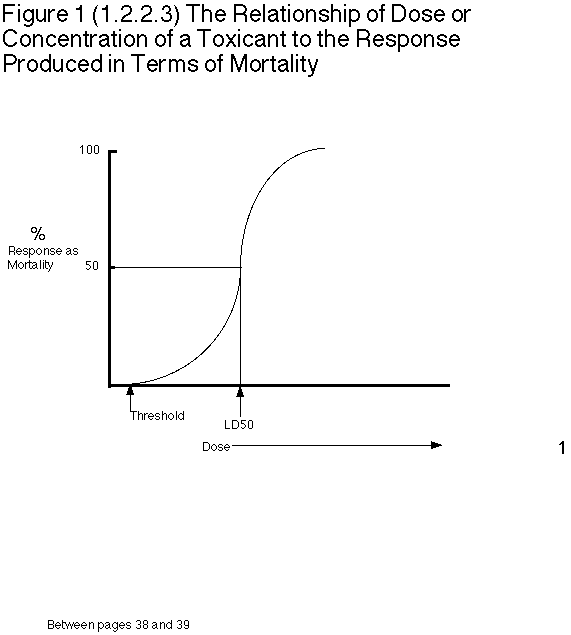 Figure 1 (1.2.2.3) The Relationship of Dose or
Concentration of a Toxicant to the Response
Produced in Terms of Mortality
100
%
Response as
Mortality
50
Threshold
LD50
Dose
1
Between pages 38 and 39